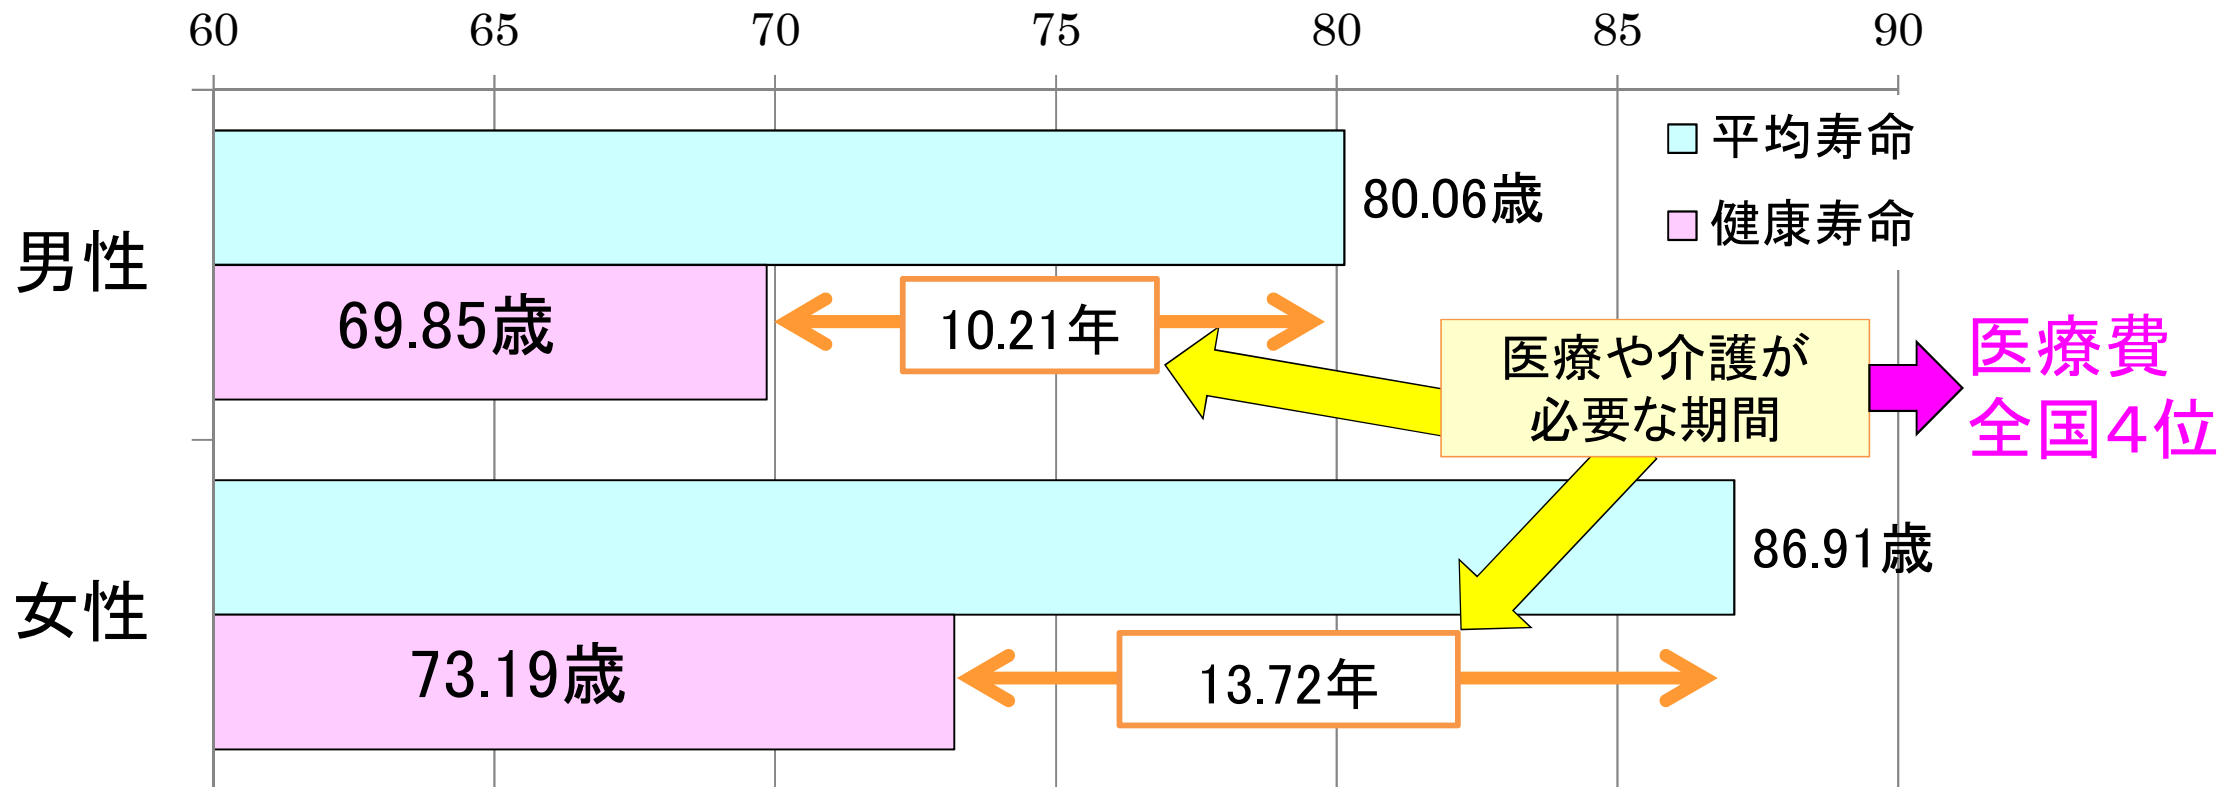 60 65 70 75 80 85 90
平均寿命
健康寿命
男性
80.06歳
69.85歳
10.21年
医療や介護が
必要な期間
医療費
全国4位
女性
86.91歳
73.19歳
13.72年